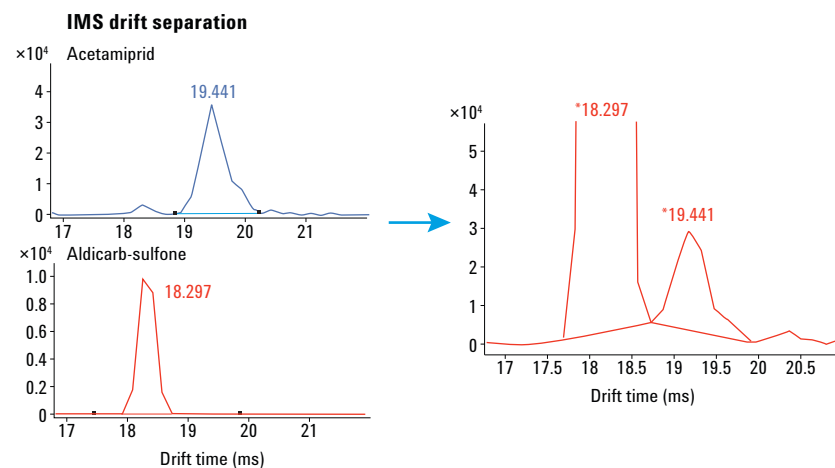 IMS drift separation
×10⁴ Acetamiprid
19.441
4
3
2
1
0
17 18 19 20 21
×10⁴ Aldicarb-sulfone
18.297
1.0
0.8
0.6
0.4
0.2
0
17 18 19 20 21
Drift time (ms)
×10⁴
*18.297
*19.441
5
4
3
2
1
0
17 17.5 18 18.5 19 19.5 20 20.5
Drift time (ms)